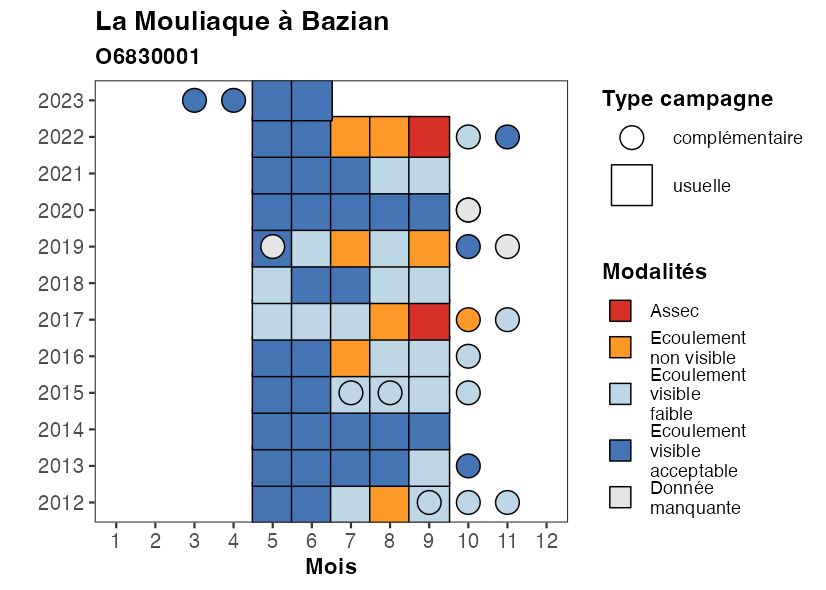 La Mouliaque à Bazian
O6830001
2023
2022
2021
2020
2019
2018
2017
2016
2015
2014
2013
2012
1 2 3 4 5 6 7 8 9 10 11 12
Mois
Type campagne
complémentaire
usuelle
Modalités
Assec
Ecoulement
non visible
Ecoulement
visible
faible
Ecoulement
visible
acceptable
Donnée
manquante